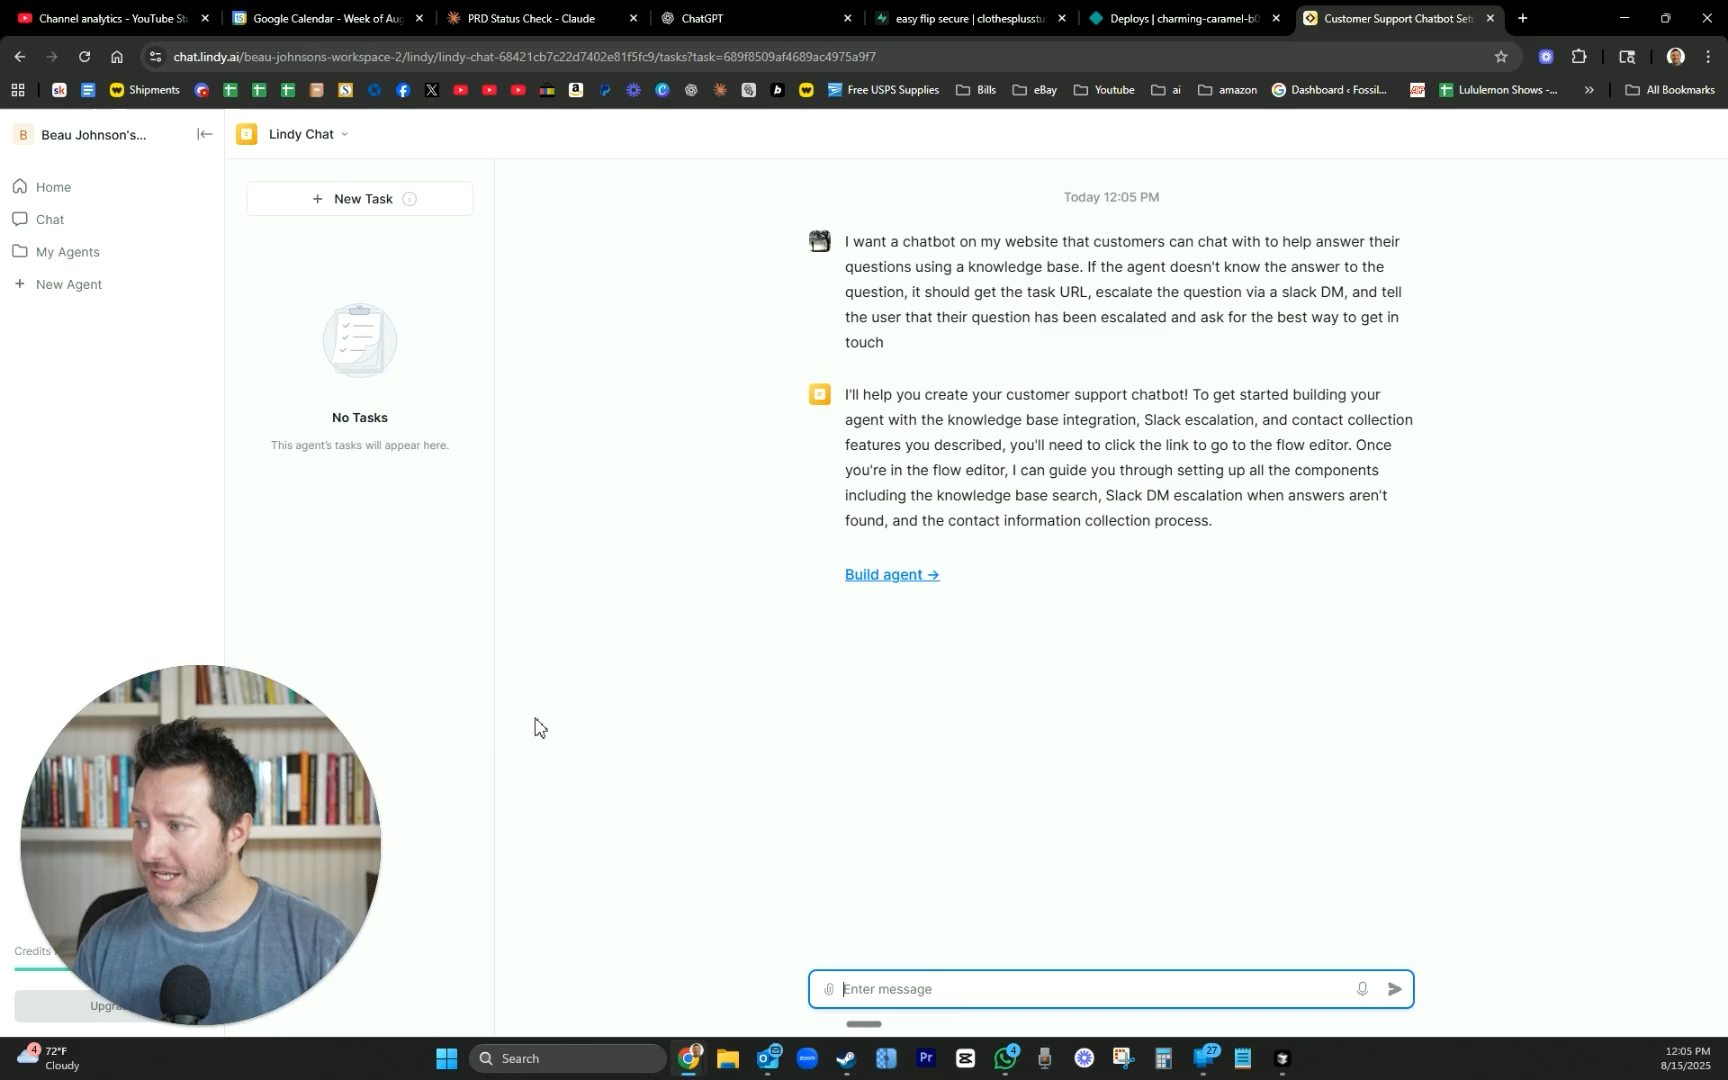 Channel analytics - YouTube St
Google Calendar - Week of Aug
PRD Status Check - Claude
ChatGPT
easy flip secure | clothesplusstu
Deploys | charming-caramel-b0
Customer Support Chatbot Setu
chat.lindy.ai/beau-johnsons-workspace-2/lindy/lindy-chat-68421cb7c22d7402e81f5fc9/tasks?task=689f8509af4689ac4975a9f7
Shipments
Free USPS Supplies
Bills
eBay
Youtube
ai
amazon
Dashboard ‹ Fossil...
Lululemon Shows -...
All Bookmarks
B Beau Johnson's...
Lindy Chat
Home
Chat
My Agents
New Agent
+ New Task
No Tasks
This agent's tasks will appear here.
Today 12:05 PM
I want a chatbot on my website that customers can chat with to help answer their
questions using a knowledge base. If the agent doesn't know the answer to the
question, it should get the task URL, escalate the question via a slack DM, and tell
the user that their question has been escalated and ask for the best way to get in
touch
I'll help you create your customer support chatbot! To get started building your
agent with the knowledge base integration, Slack escalation, and contact collection
features you described, you'll need to click the link to go to the flow editor. Once
you're in the flow editor, I can guide you through setting up all the components
including the knowledge base search, Slack DM escalation when answers aren't
found, and the contact information collection process.
Build agent →
Credits
Upgra
Enter message
4
72°F
Cloudy
Search
4
27
12:05 PM
8/15/2025